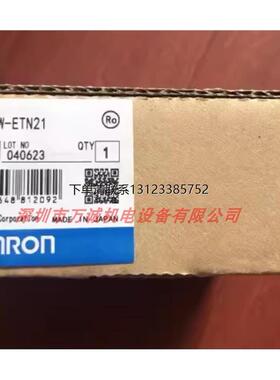 W-ETN21
Ro
LOT NO
QTY
040623
1
下单请联系13123385752
648 812092
Corporation MADE IN JAPAN
深圳市万诚机电设备有限公司
MRON